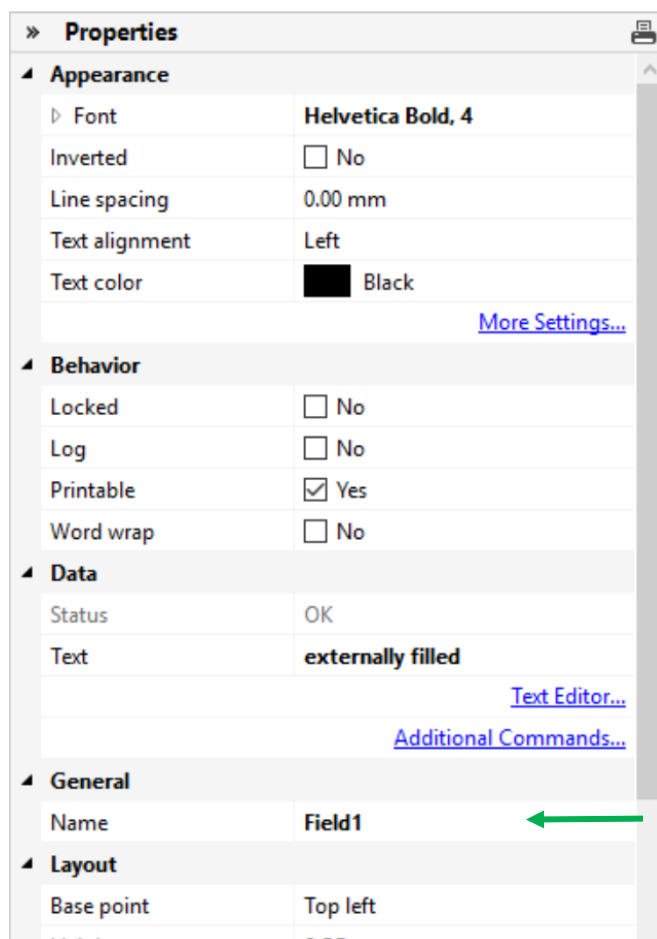 Properties
Appearance
Font Helvetica Bold, 4
Inverted No
Line spacing 0.00 mm
Text alignment Left
Text color Black
More Settings...
Behavior
Locked No
Log No
Printable Yes
Word wrap No
Data
Status OK
Text externally filled
Text Editor...
Additional Commands...
General
Name Field1
Layout
Base point Top left